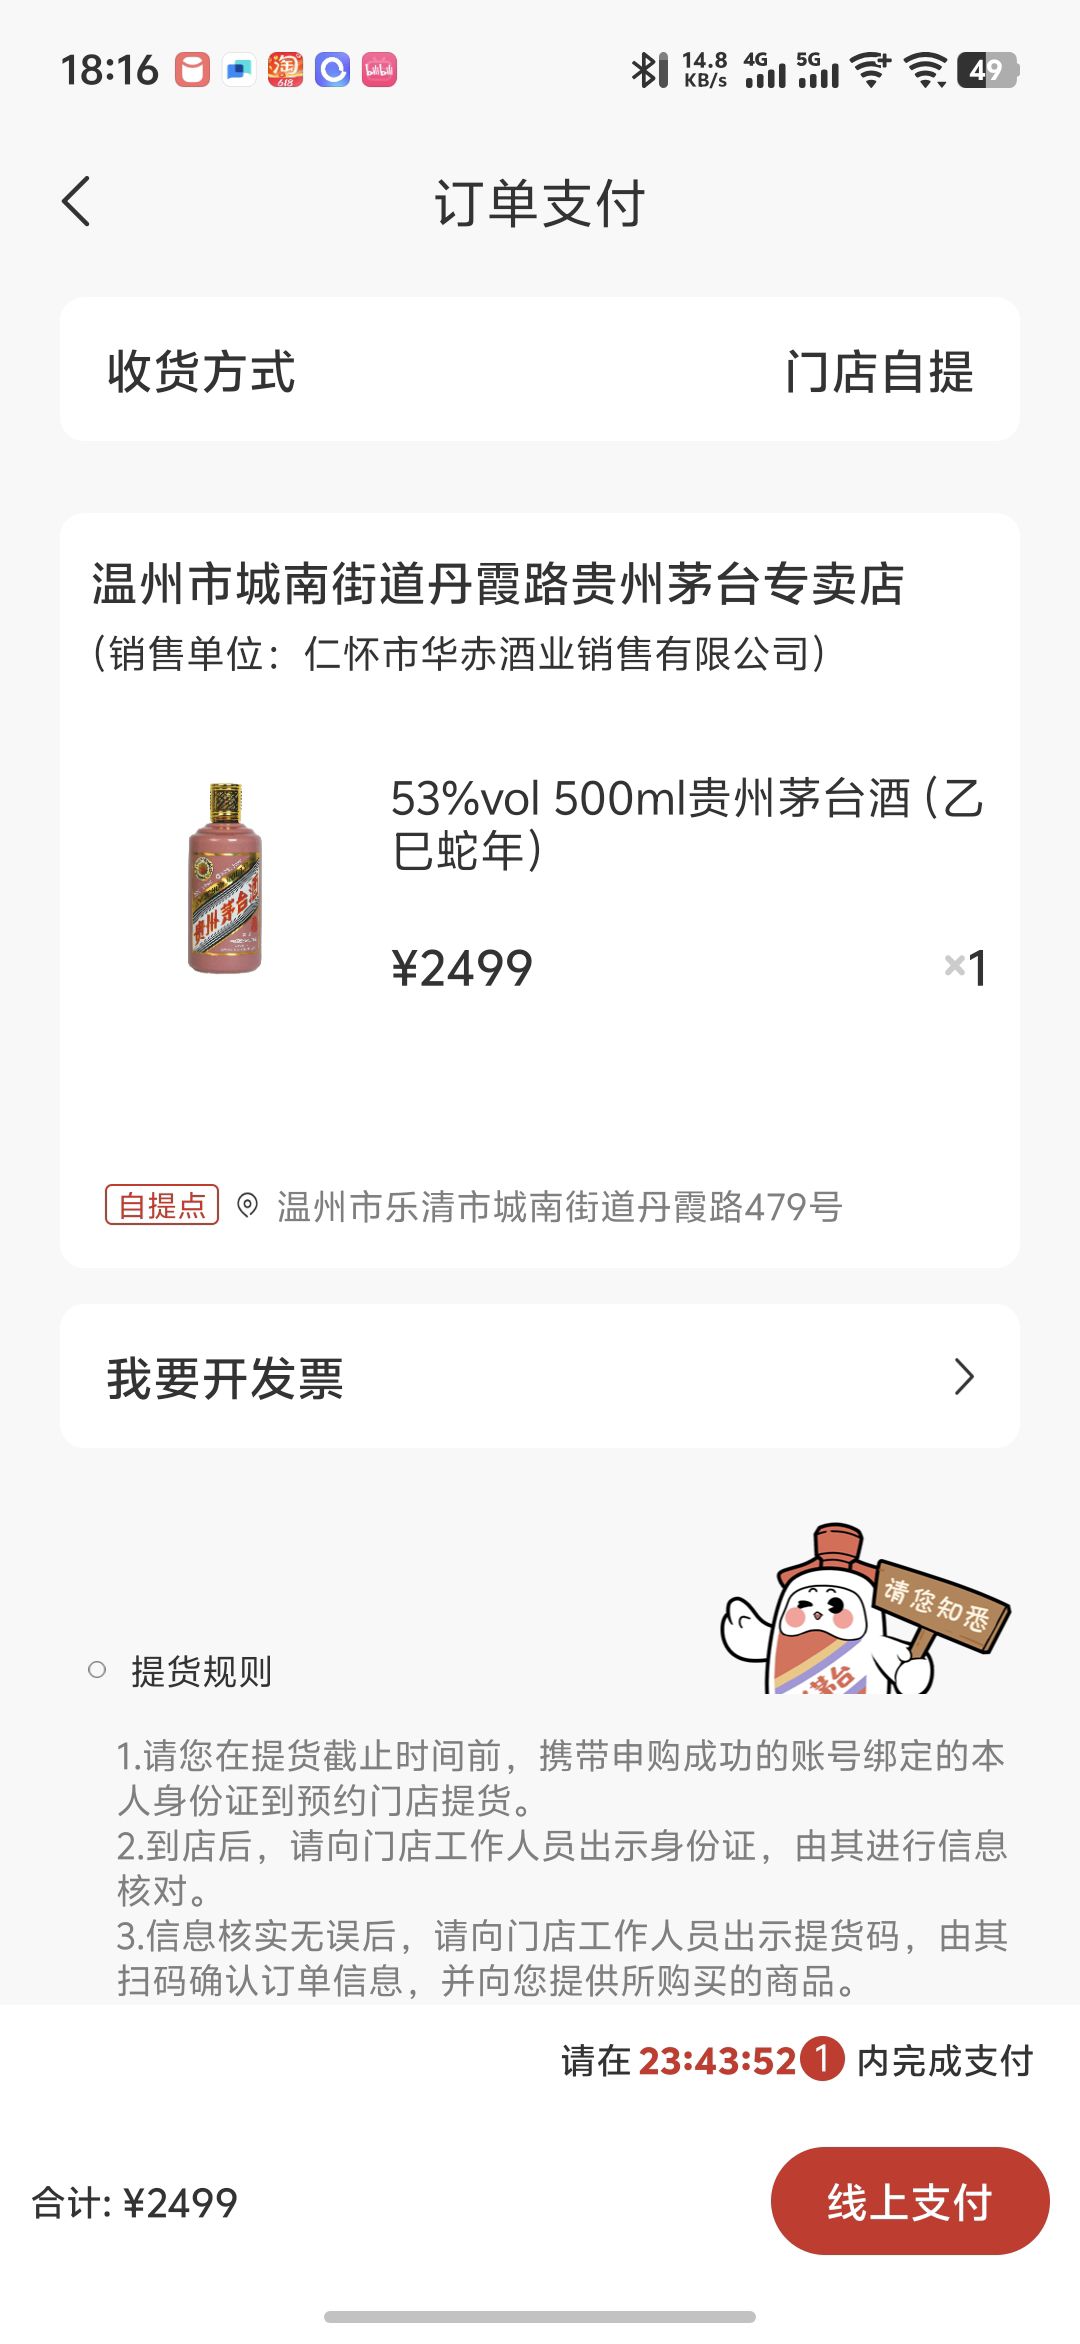 18:16
淘
618
bilibili
14.8
KB/s
4G
5G
49
订单支付
收货方式
门店自提
温州市城南街道丹霞路贵州茅台专卖店
(销售单位：仁怀市华赤酒业销售有限公司)
53%vol 500ml贵州茅台酒 (乙
巳蛇年)
贵州茅台酒
¥2499
×1
自提点
温州市乐清市城南街道丹霞路479号
我要开发票
请您知悉
茅台
提货规则
1.请您在提货截止时间前，携带申购成功的账号绑定的本
人身份证到预约门店提货。
2.到店后，请向门店工作人员出示身份证，由其进行信息
核对。
3.信息核实无误后，请向门店工作人员出示提货码，由其
扫码确认订单信息，并向您提供所购买的商品。
请在 23:43:52 1 内完成支付
合计: ¥2499
线上支付